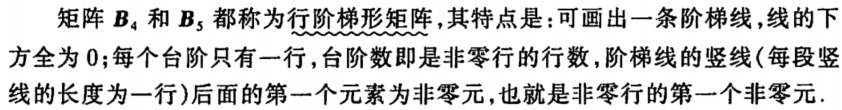 矩阵 B₄ 和 B₅ 都称为行阶梯形矩阵,其特点是:可画出一条阶梯线,线的下
方全为 0;每个台阶只有一行,台阶数即是非零行的行数,阶梯线的竖线(每段竖
线的长度为一行)后面的第一个元素为非零元,也就是非零行的第一个非零元.